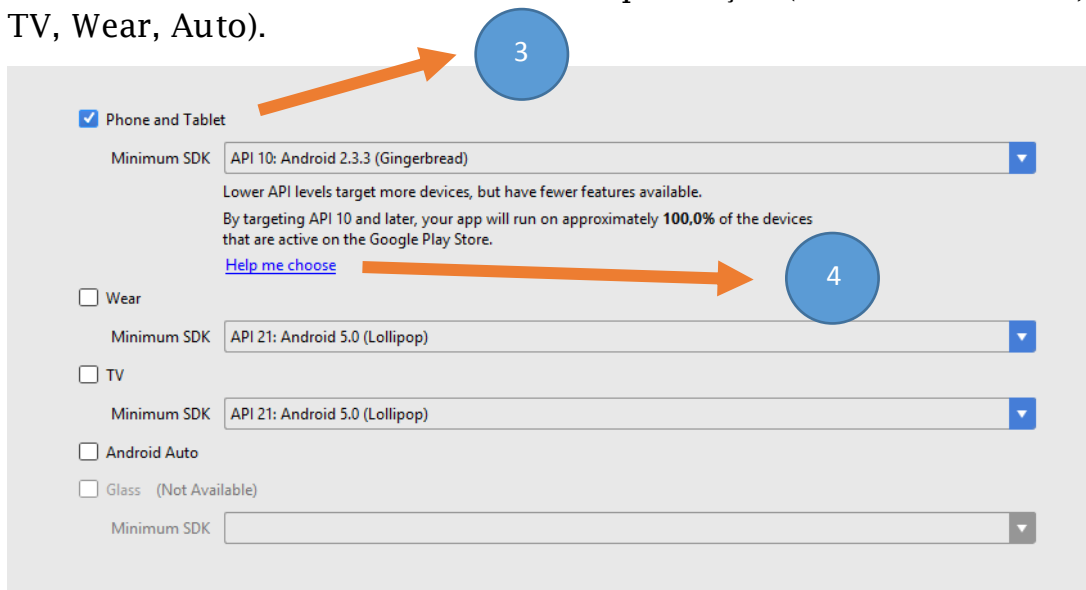 TV, Wear, Auto).
3
Phone and Tablet
Minimum SDK API 10: Android 2.3.3 (Gingerbread)
Lower API levels target more devices, but have fewer features available.
By targeting API 10 and later, your app will run on approximately 100,0% of the devices
that are active on the Google Play Store.
Help me choose
4
Wear
Minimum SDK API 21: Android 5.0 (Lollipop)
TV
Minimum SDK API 21: Android 5.0 (Lollipop)
Android Auto
Glass (Not Available)
Minimum SDK